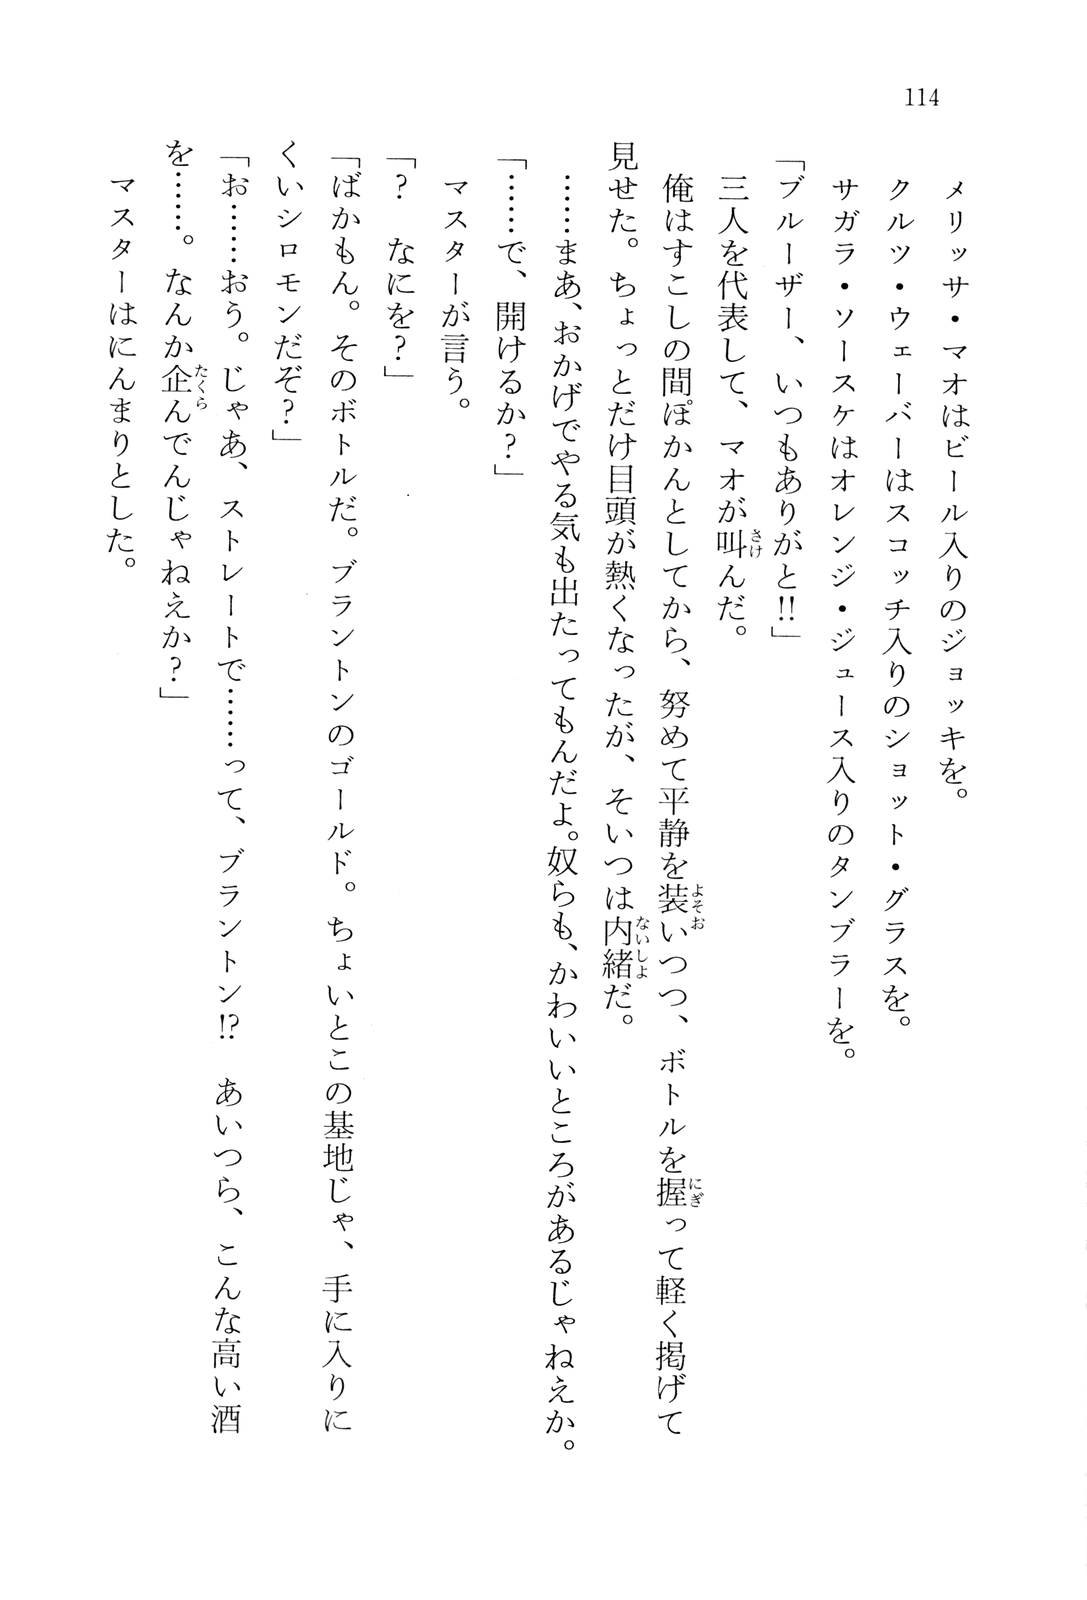 114
メリッサ・マオはビール入りのジョッキを。
クルツ・ウェーバーはスコッチ入りのショット・グラスを。
サガラ・ソースケはオレンジ・ジュース入りのタンブラーを。
「ブルーザー、いつもありがと!!」
三人を代表して、マオが叫んだ。
俺はすこしの間ぽかんとしてから、努めて平静を装いつつ、ボトルを握って軽く掲げて
見せた。ちょっとだけ目頭が熱くなったが、そいつは内緒だ。
……まあ、おかげでやる気も出たってもんだよ。奴らも、かわいいところがあるじゃねえか。
「……で、開けるか?」
マスターが言う。
「? なにを?」
「ばかもん。そのボトルだ。ブラントンのゴールド。ちょいとこの基地じゃ、手に入りに
くいシロモンだぞ?」
「お……おう。じゃあ、ストレートで……って、ブラントン!? あいつら、こんな高い酒
を……。なんか企んでんじゃねえか?」
マスターはにんまりとした。